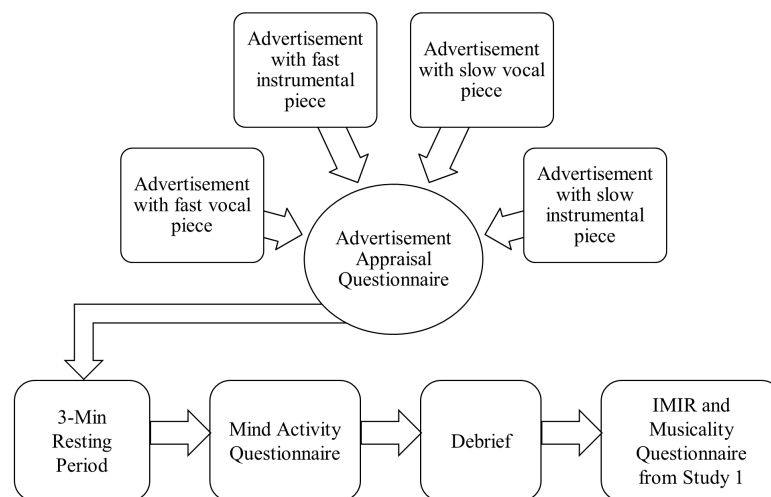 Advertisement
with fast
instrumental
piece
Advertisement
with slow vocal
piece
Advertisement
with fast vocal
piece
Advertisement
with slow
instrumental
piece
Advertisement
Appraisal
Questionnaire
3-Min
Resting
Period
Mind Activity
Questionnaire
Debrief
IMIR and
Musicality
Questionnaire
from Study 1